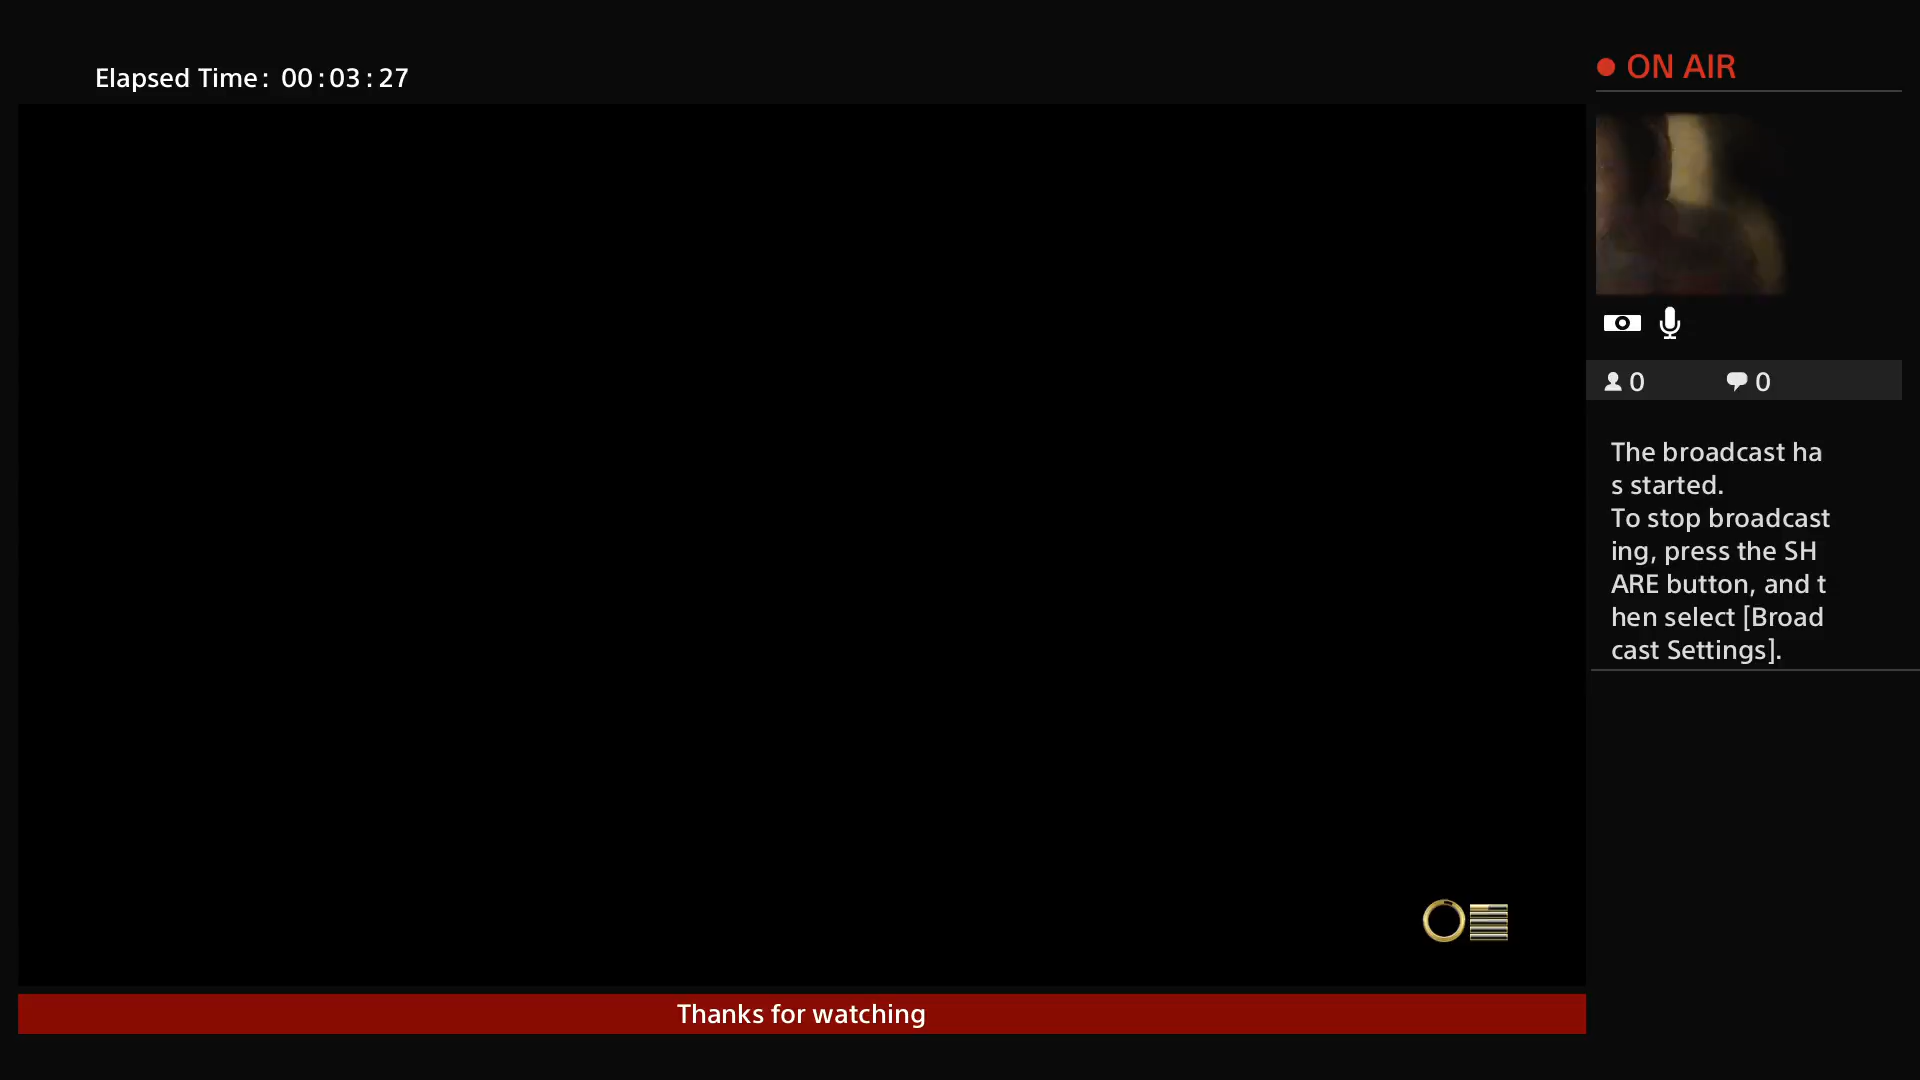 Elapsed Time: 00:03:27
ON AIR
0
0
The broadcast ha
s started.
To stop broadcast
ing, press the SH
ARE button, and t
hen select [Broad
cast Settings].
Thanks for watching